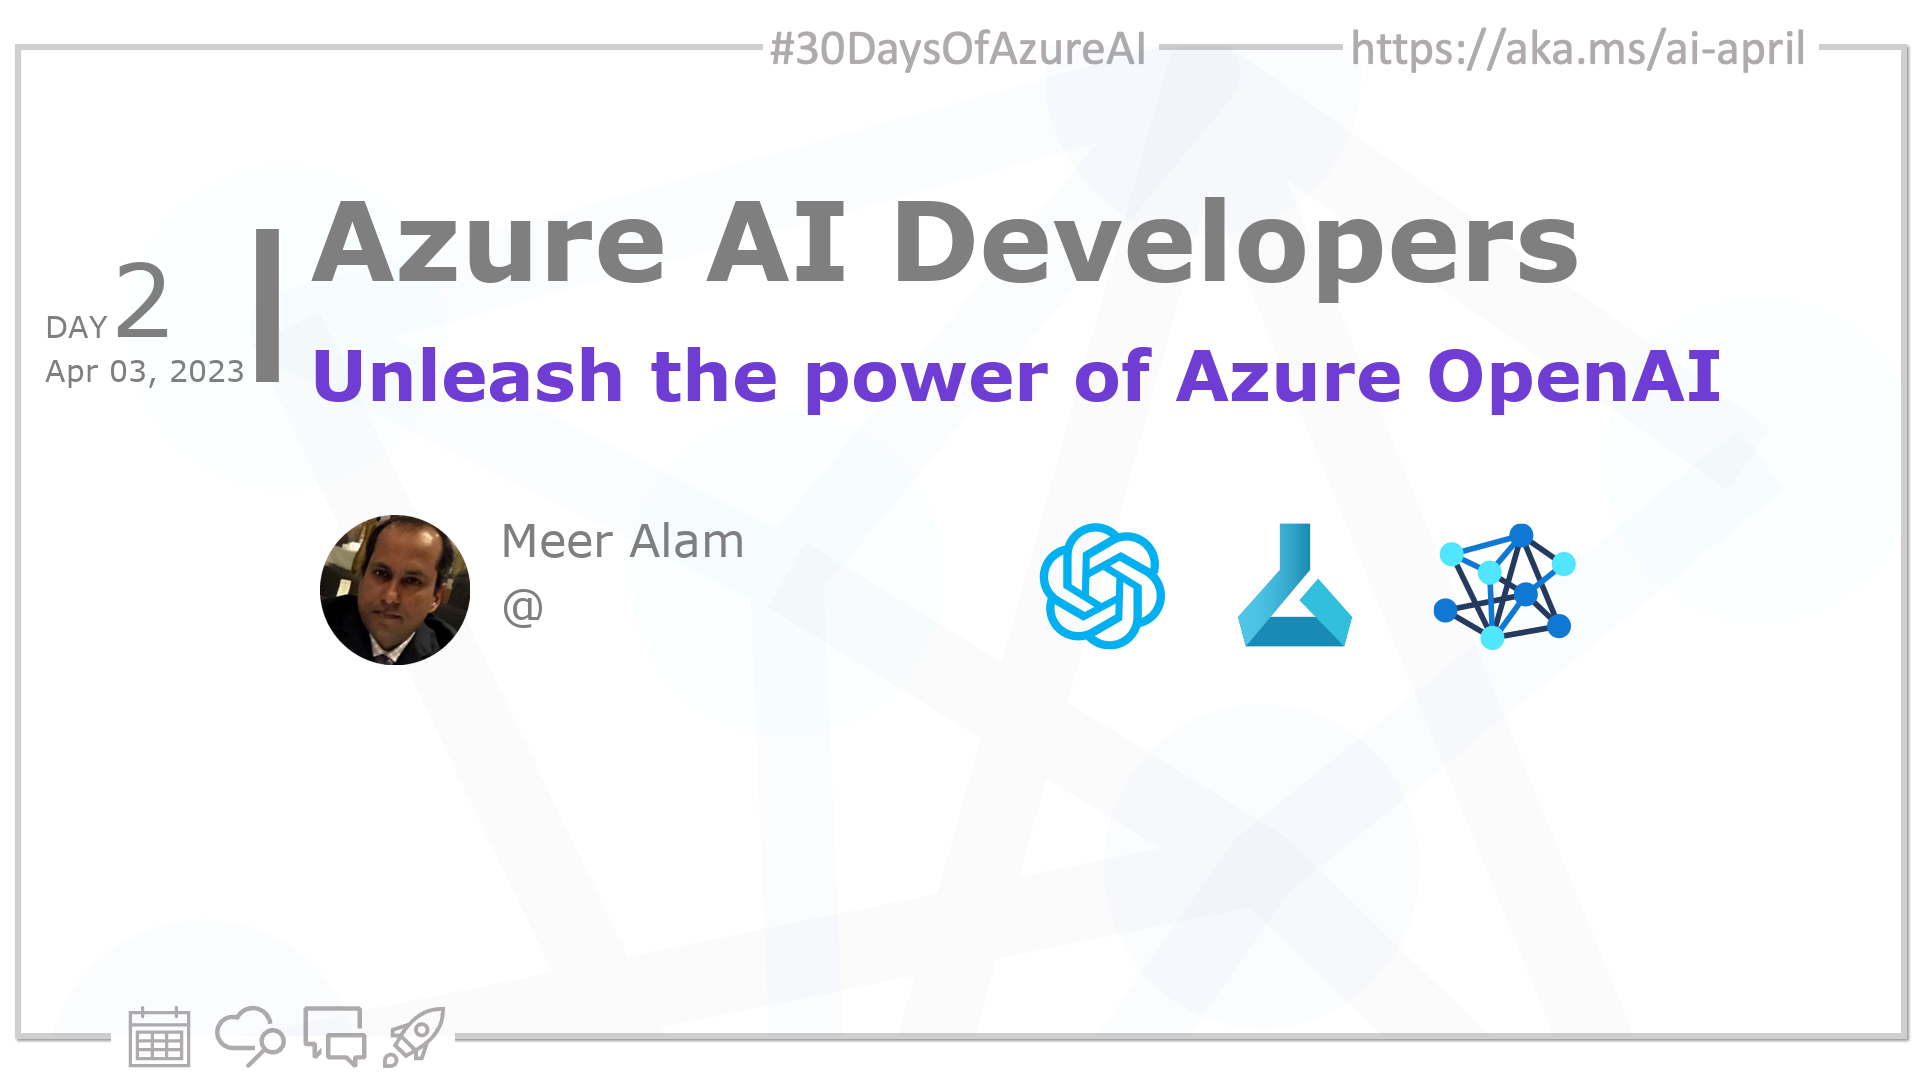 #30DaysOfAzureAI
https://aka.ms/ai-april
Azure AI Developers
DAY 2
Apr 03, 2023
Unleash the power of Azure OpenAI
Meer Alam
@